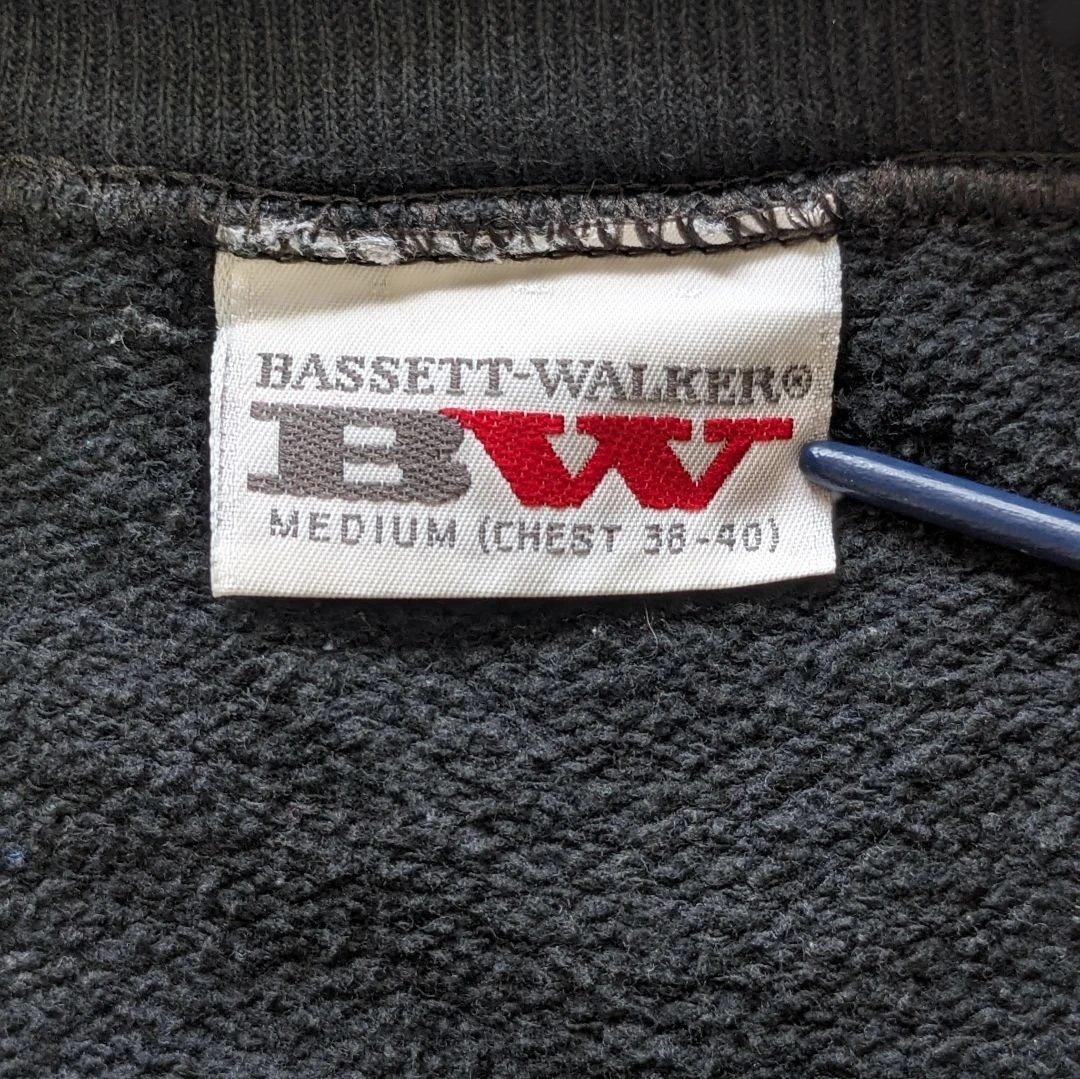 BASSETT-WALKER®
BW
MEDIUM (CHEST 38-40)